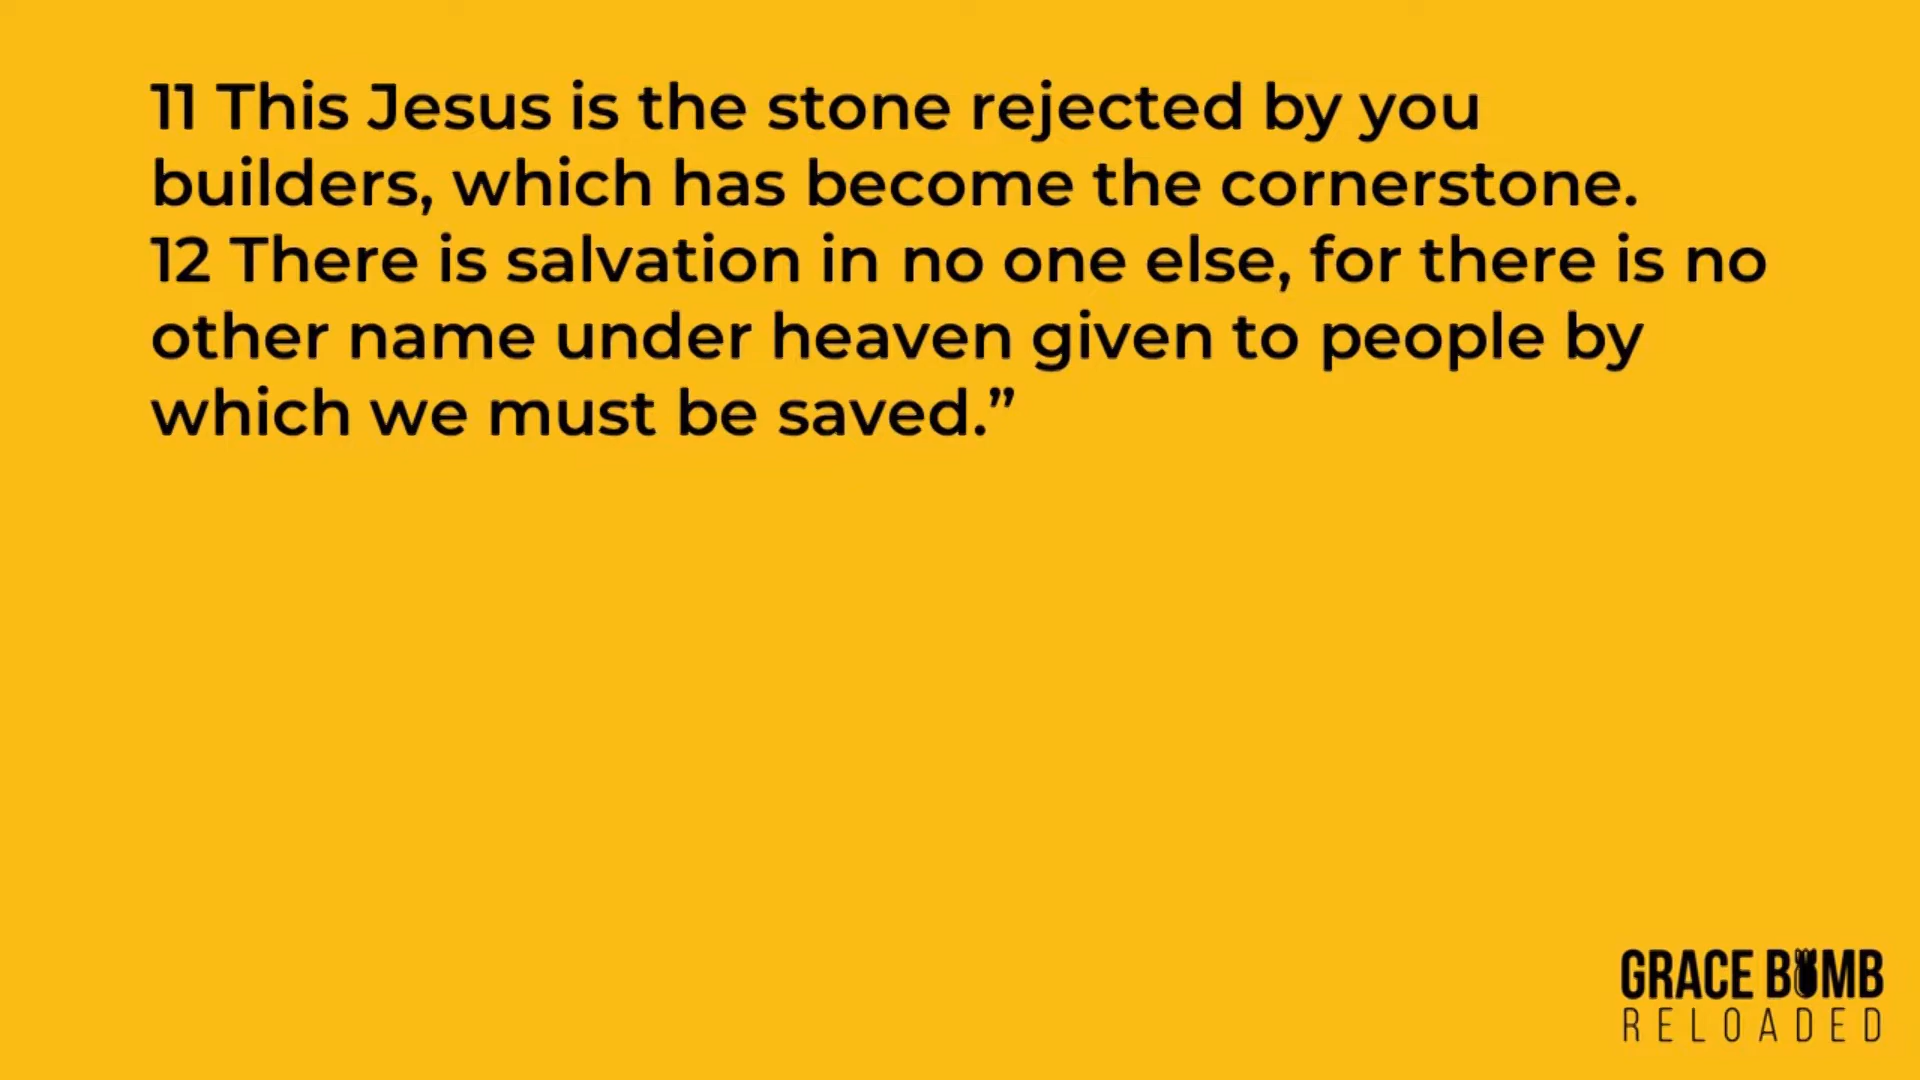 11 This Jesus is the stone rejected by you
builders, which has become the cornerstone.
12 There is salvation in no one else, for there is no
other name under heaven given to people by
which we must be saved.”
GRACE BOMB
RELOADED